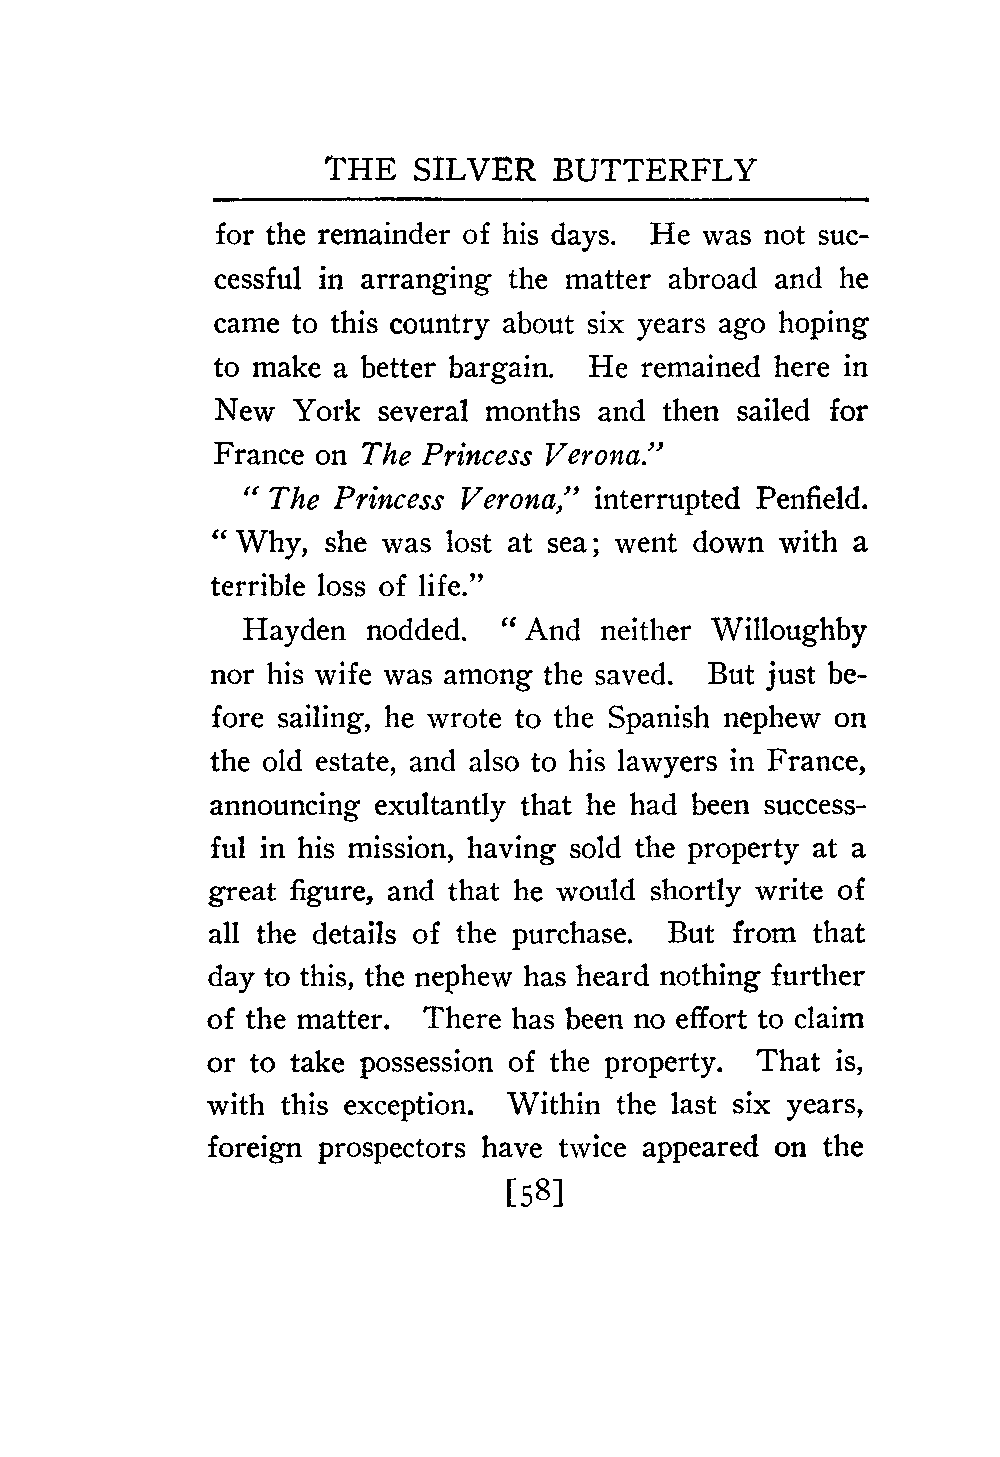 THE SILVER BUTTERFLY
for the remainder of his days. He was not suc-
cessful in arranging the matter abroad and he
came to this country about six years ago hoping
to make a better bargain. He remained here in
New York several months and then sailed for
France on The Princess Verona."
" The Princess Verona," interrupted Penfield.
" Why, she was lost at sea; went down with a
terrible loss of life."
Hayden nodded. " And neither Willoughby
nor his wife was among the saved. But just be-
fore sailing, he wrote to the Spanish nephew on
the old estate, and also to his lawyers in France,
announcing exultantly that he had been success-
ful in his mission, having sold the property at a
great figure, and that he would shortly write of
all the details of the purchase. But from that
day to this, the nephew has heard nothing further
of the matter. There has been no effort to claim
or to take possession of the property. That is,
with this exception. Within the last six years,
foreign prospectors have twice appeared on the
[58]